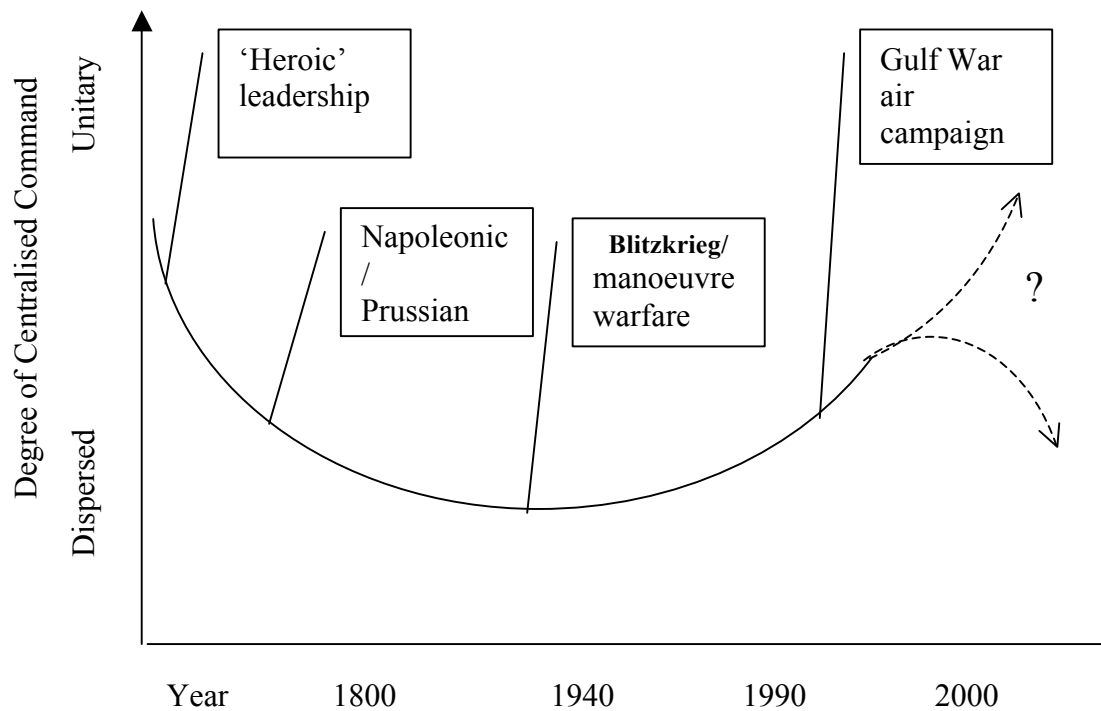 Degree of Centralised Command
Unitary
Dispersed
‘Heroic’
leadership
Napoleonic
/
Prussian
Blitzkrieg/
manoeuvre
warfare
Gulf War
air
campaign
?
Year 1800 1940 1990 2000